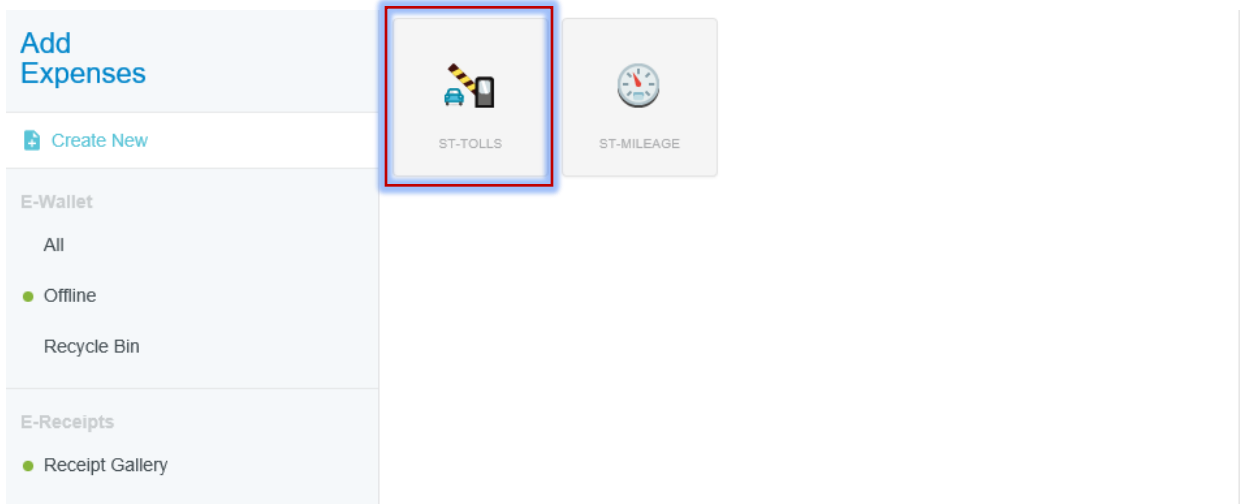 Add
Expenses
Create New
E-Wallet
All
Offline
Recycle Bin
E-Receipts
Receipt Gallery
ST-TOLLS
ST-MILEAGE